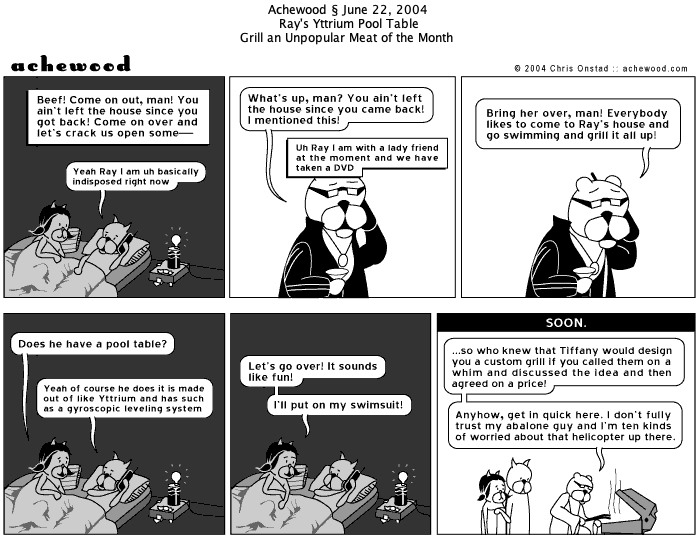 Achewood § June 22, 2004
Ray's Yttrium Pool Table
Grill an Unpopular Meat of the Month
achewood
© 2004 Chris Onstad :: achewood.com
Beef! Come on out, man! You
ain't left the house since you
got back! Come on over and
let's crack us open some—
Yeah Ray I am uh basically
indisposed right now
What's up, man? You ain't left
the house since you came back!
I mentioned this!
Uh Ray I am with a lady friend
at the moment and we have
taken a DVD
Bring her over, man! Everybody
likes to come to Ray's house and
go swimming and grill it all up!
Does he have a pool table?
Yeah of course he does it is made
out of like Yttrium and has such
as a gyroscopic leveling system
Let's go over! It sounds
like fun!
I'll put on my swimsuit!
SOON.
...so who knew that Tiffany would design
you a custom grill if you called them on a
whim and discussed the idea and then
agreed on a price!
Anyhow, get in quick here. I don't fully
trust my abalone guy and I'm ten kinds
of worried about that helicopter up there.